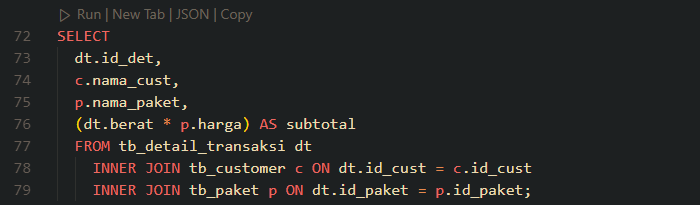 Run | New Tab | JSON | Copy
72 SELECT
73 dt.id_det,
74 c.nama_cust,
75 p.nama_paket,
76 (dt.berat * p.harga) AS subtotal
77 FROM tb_detail_transaksi dt
78 INNER JOIN tb_customer c ON dt.id_cust = c.id_cust
79 INNER JOIN tb_paket p ON dt.id_paket = p.id_paket;